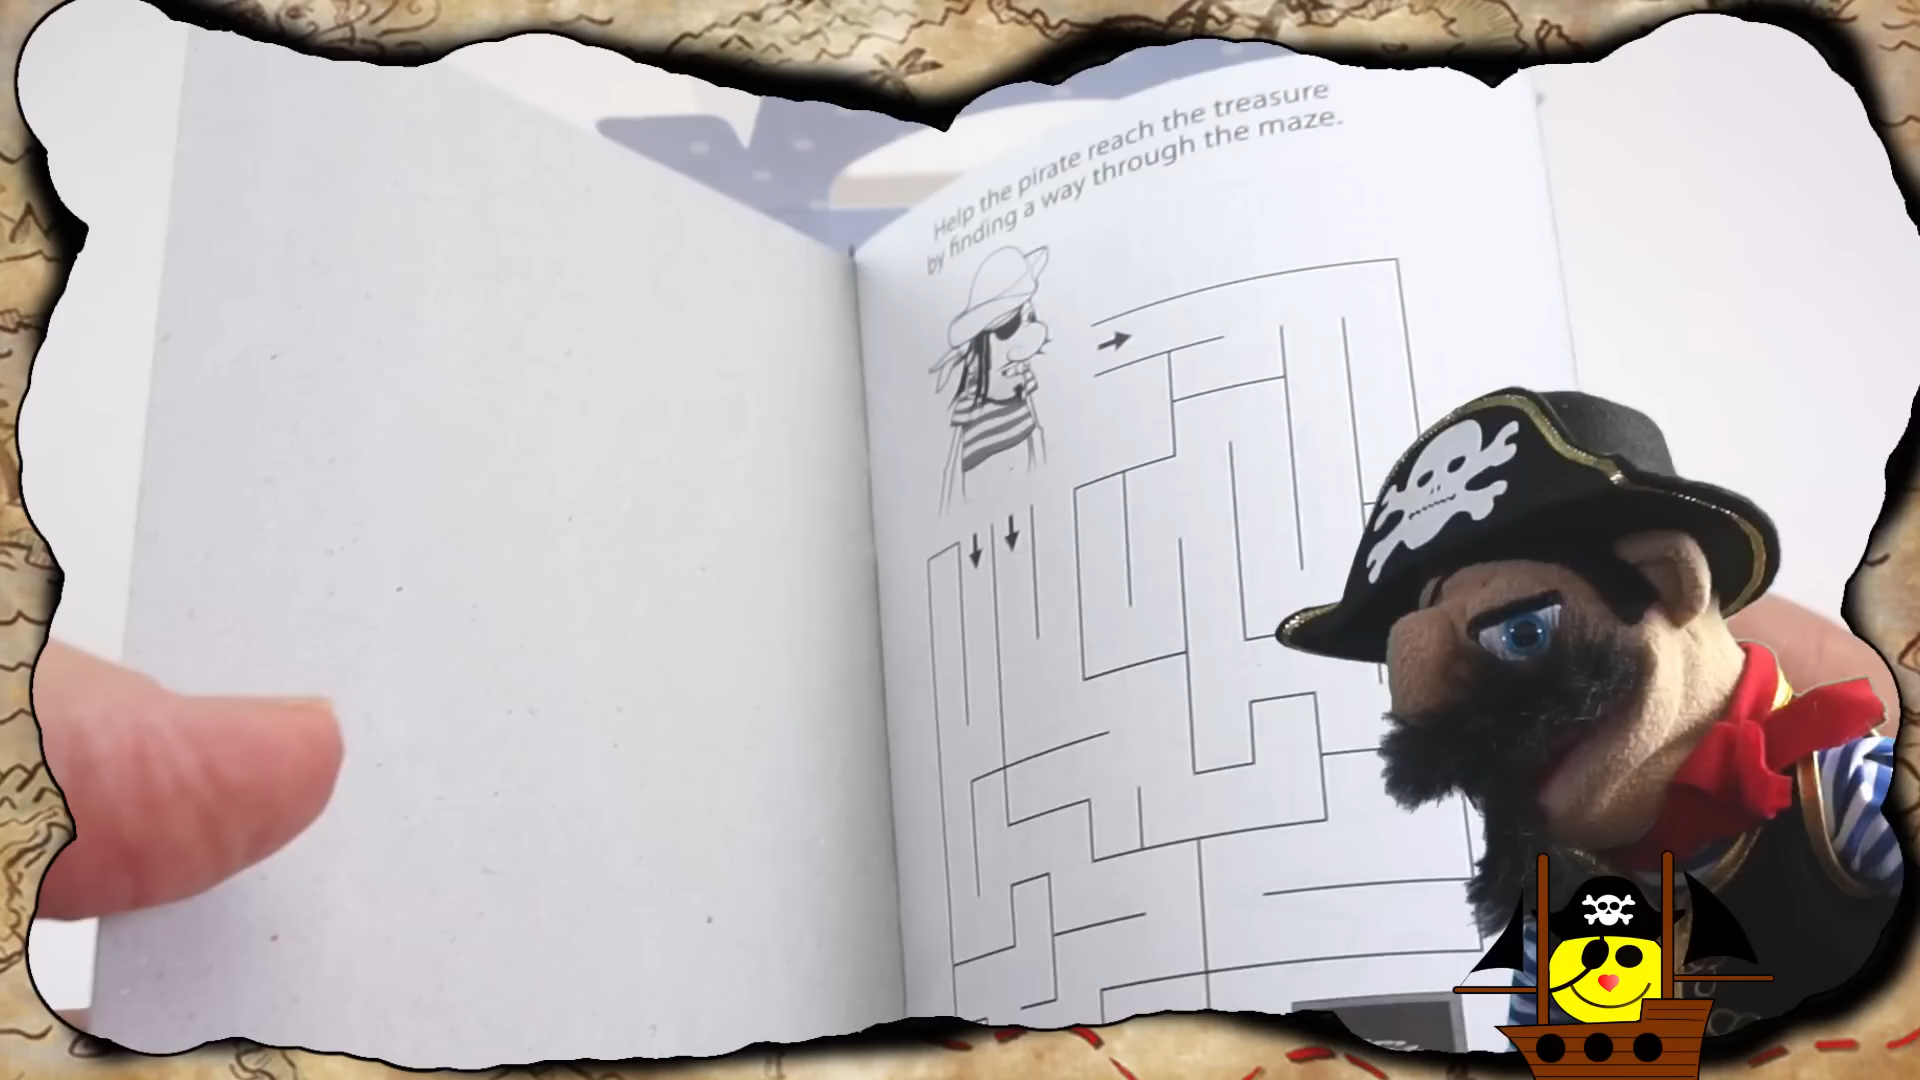 Help the pirate reach the treasure
by finding a way through the maze.